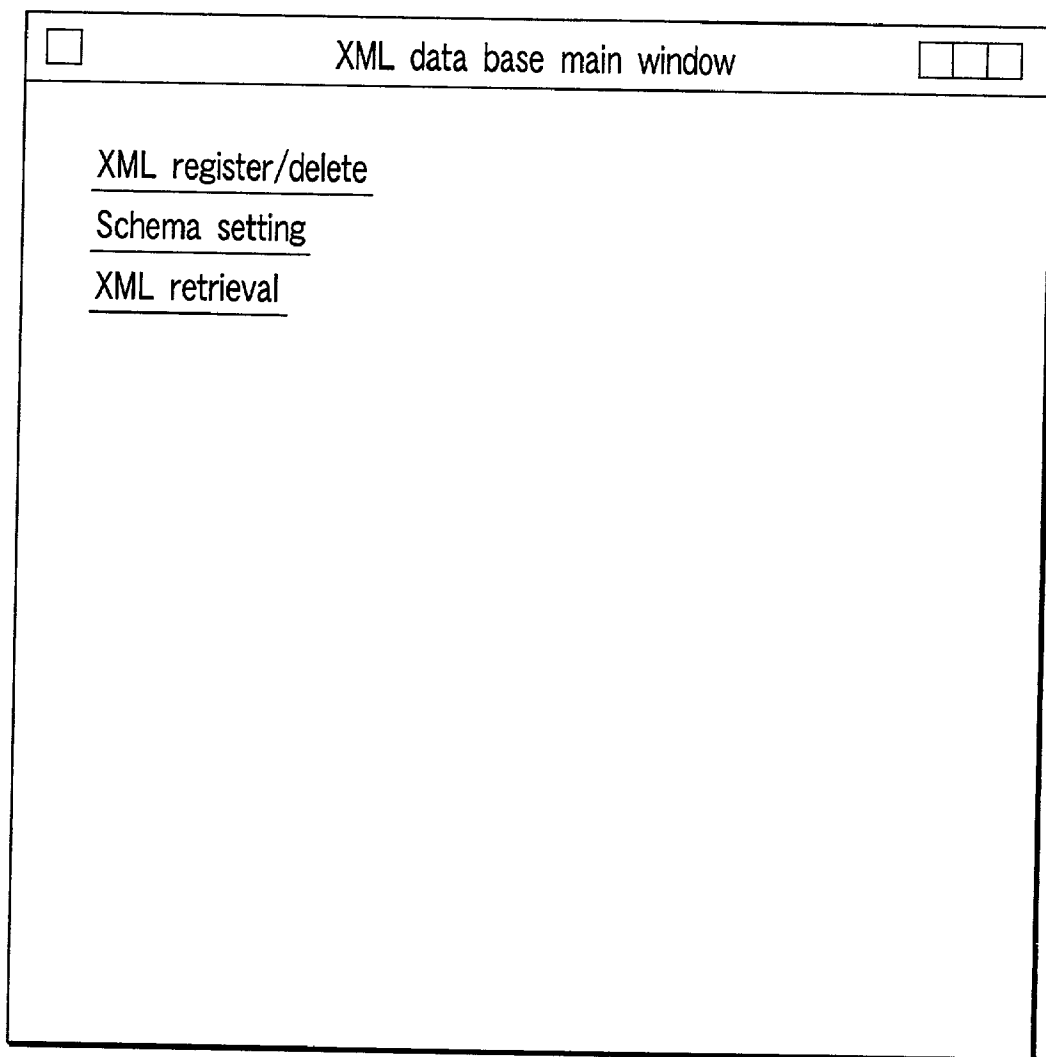 XML data base main window
XML register/delete
Schema setting
XML retrieval